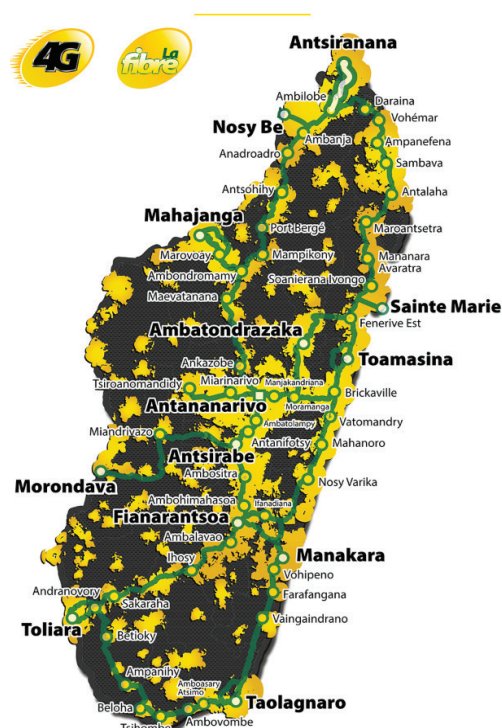 4G
La
fibre
Antsiranana
Ambilobe
Daraina
Nosy Be
Vohémar
Ambanja
Ampanefena
Anadroadro
Sambava
Antsohihy
Antalaha
Mahajanga
Port Bergé
Maroantsetra
Marovoay
Mampikony
Mananara
Avaratra
Ambondromamy
Soanierana Ivongo
Maevatanana
Sainte Marie
Fenerive Est
Ambatondrazaka
Toamasina
Ankazobe
Tsiroanomandidy
Miarinarivo
Manjakandriana
Brickaville
Antananarivo
Moramanga
Vatomandry
Ambatolampy
Miandrivazo
Antanifotsy
Mahanoro
Antsirabe
Ambositra
Morondava
Nosy Varika
Ambohimahasoa
Ifanadiana
Fianarantsoa
Ambalavao
Manakara
Ihosy
Vohipeno
Andranovory
Farafangana
Sakaraha
Toliara
Vaingaindrano
Betioky
Ampanihy
Amboasary
Atsimo
Taolagnaro
Beloha
Ambovombe
Tsihombe